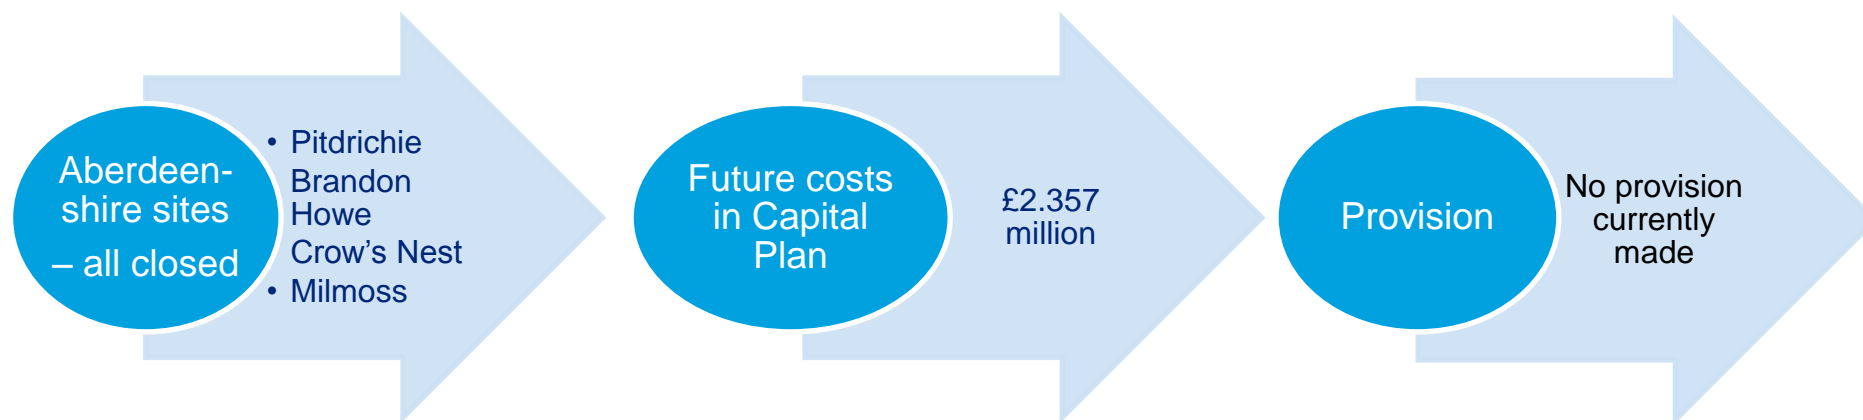 Aberdeen-
shire sites
– all closed
• Pitdrichie
Brandon
Howe
Crow's Nest
• Milmoss
Future costs
in Capital
Plan
£2.357
million
Provision
No provision
currently
made